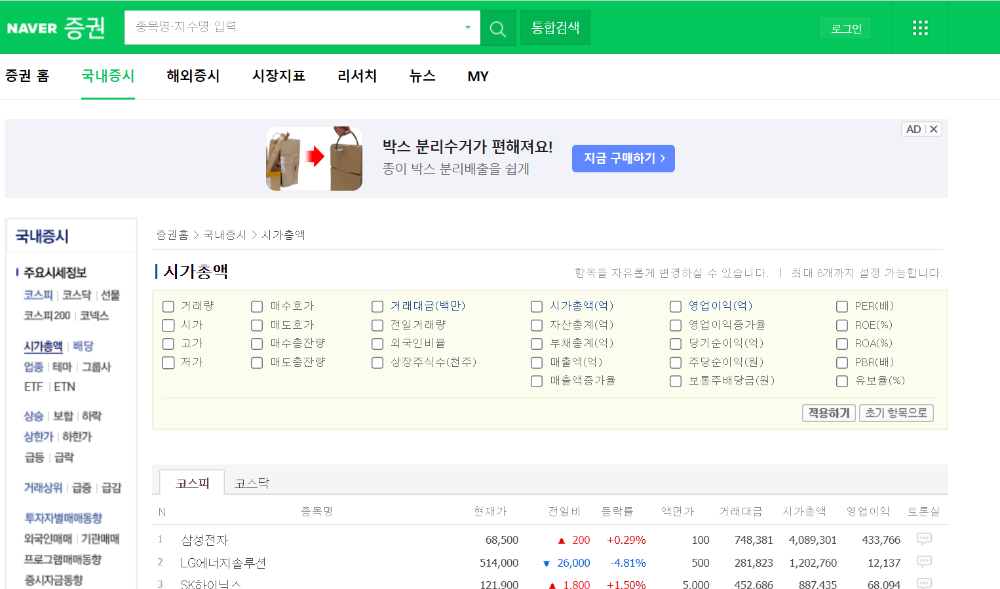 NAVER 증권 종목명·지수명 입력 통합검색 로그인
증권 홈 국내증시 해외증시 시장지표 리서치 뉴스 MY
AD
박스 분리수거가 편해져요!
종이 박스 분리배출을 쉽게
지금 구매하기
국내증시
주요시세정보
코스피 코스닥 선물
코스피200 코넥스
시가총액 배당
업종 테마 그룹사
ETF ETN
상승 보합 하락
상한가 하한가
급등 급락
거래상위 급증 급감
투자자별매매동향
외국인매매 기관매매
프로그램매매동향
증시자금동향
증권홈 > 국내증시 > 시가총액
시가총액
항목을 자유롭게 변경하실 수 있습니다. | 최대 6개까지 설정 가능합니다.
거래량 매수호가 거래대금(백만) 시가총액(억) 영업이익(억) PER(배)
시가 매도호가 전일거래량 자산총계(억) 영업이익증가율 ROE(%)
고가 매수총잔량 외국인비율 부채총계(억) 당기순이익(억) ROA(%)
저가 매도총잔량 상장주식수(천주) 매출액(억) 주당순이익(원) PBR(배)
매출액증가율 보통주배당금(원) 유보율(%)
적용하기 초기 항목으로
코스피 코스닥
N 종목명 현재가 전일비 등락률 액면가 거래대금 시가총액 영업이익 토론실
1 삼성전자 68,500 ▲ 200 +0.29% 100 748,381 4,089,301 433,766
2 LG에너지솔루션 514,000 ▼ 26,000 -4.81% 500 281,823 1,202,760 12,137
3 SK하이닉스 121,900 ▲ 1,800 +1.50% 5,000 452,686 887,435 68,094